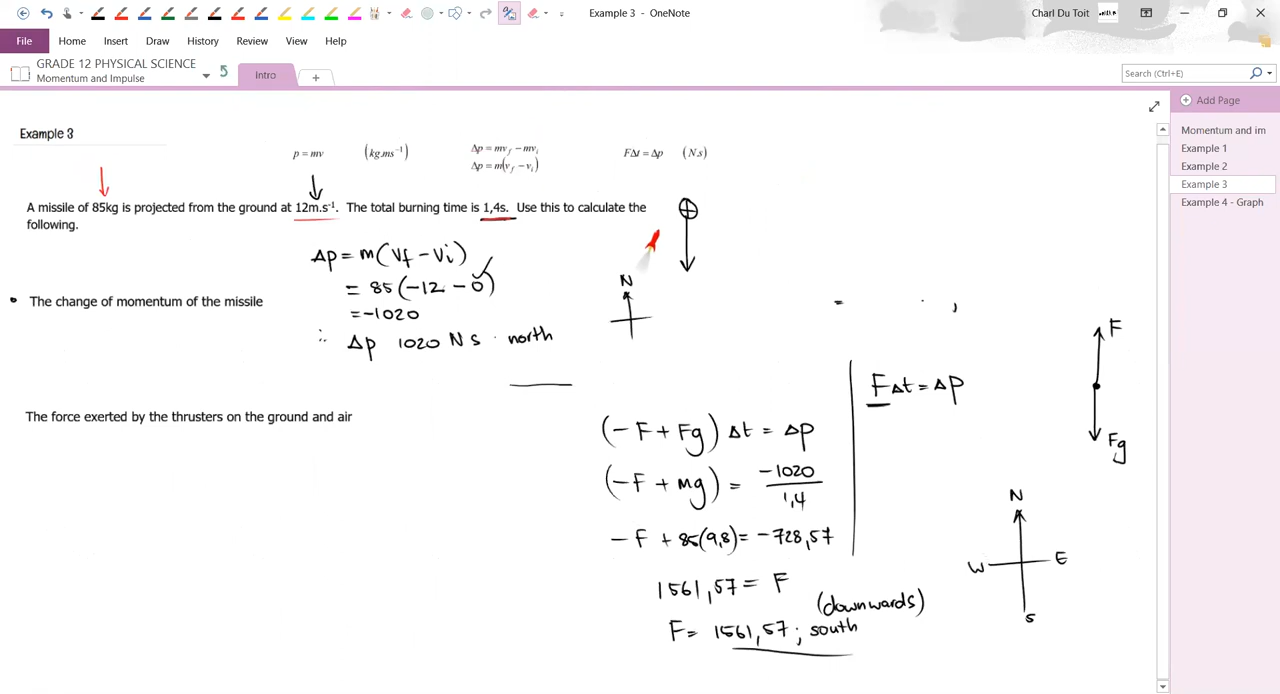 Example 3 - OneNote
Charl Du Toit
File Home Insert Draw History Review View Help
GRADE 12 PHYSICAL SCIENCE
Momentum and Impulse
Intro
+
Search (Ctrl+E)
Add Page
Momentum and im
Example 1
Example 2
Example 3
Example 4 - Graph
Example 3
p = mv (kg.ms⁻¹) Δp = mv_f − mv_i FΔt = Δp (N.s)
Δp = m(v_f − v_i)
A missile of 85kg is projected from the ground at 12m.s⁻¹. The total burning time is 1,4s. Use this to calculate the
following.
Δp = m(Vf − Vi)
= 85(−12 − 0)
= −1020
∴ Δp 1020 N s · north
• The change of momentum of the missile
N
The force exerted by the thrusters on the ground and air
= ,
FΔt = Δp
F
Fg
(−F + Fg) Δt = Δp
(−F + mg) = −1020
1,4
−F + 85(9,8) = −728,57
1561,57 = F
(downwards)
F = 1561,57 ; south
N
W E
S